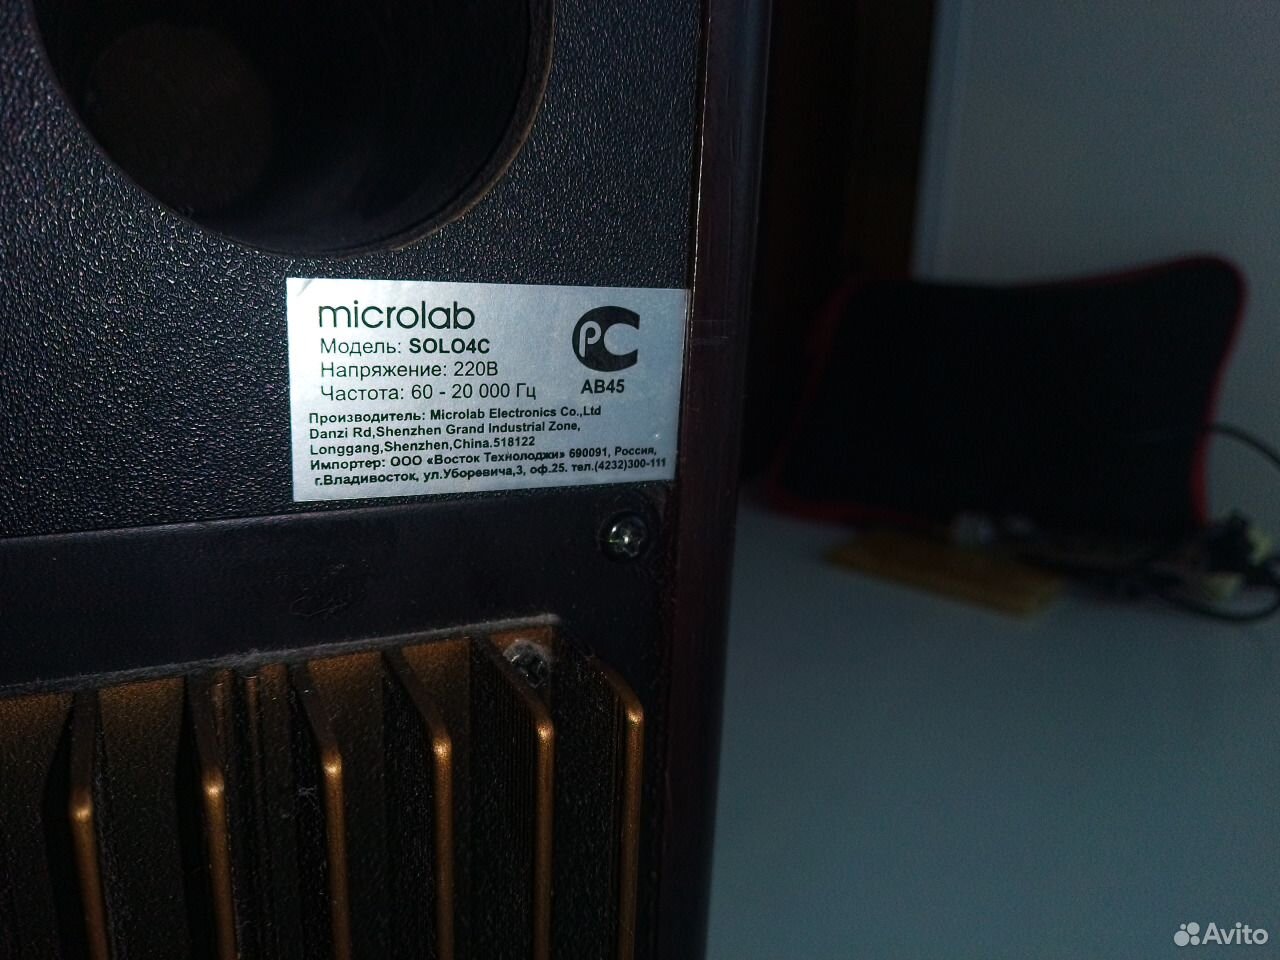 microlab
Модель: SOLO4C
Напряжение: 220В
Частота: 60 - 20 000 Гц
PC
АВ45
Производитель: Microlab Electronics Co.,Ltd
Danzi Rd,Shenzhen Grand Industrial Zone,
Longgang,Shenzhen,China.518122
Импортер: ООО «Восток Технолоджи» 690091, Россия,
г.Владивосток, ул.Уборевича,3, оф.25. тел.(4232)300-111
Avito